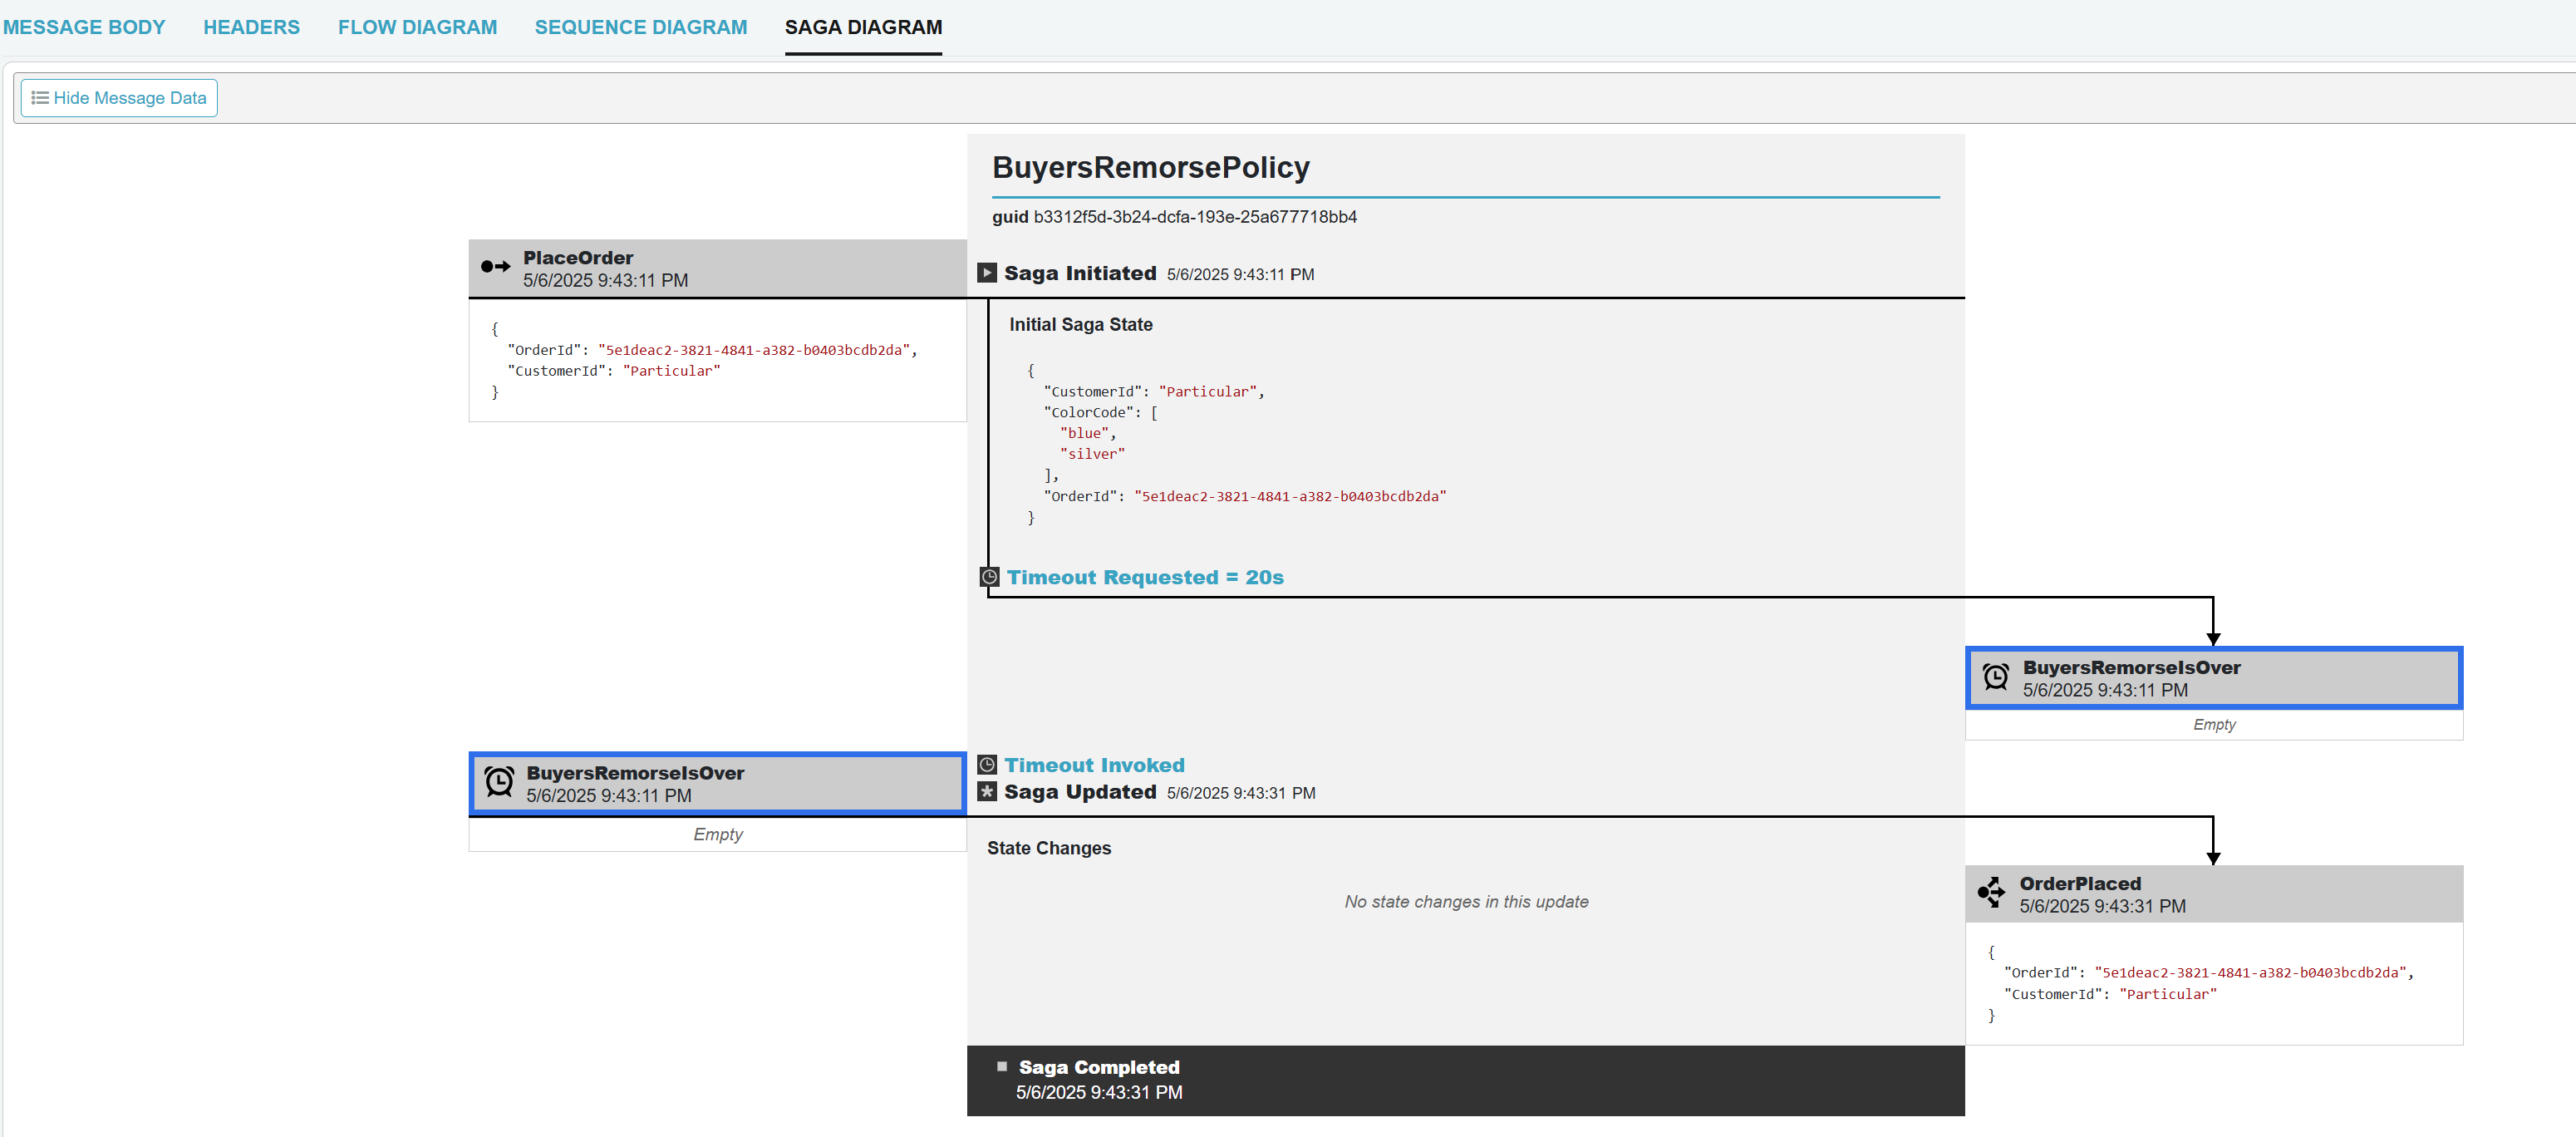 MESSAGE BODY HEADERS FLOW DIAGRAM SEQUENCE DIAGRAM SAGA DIAGRAM
Hide Message Data
BuyersRemorsePolicy
guid b3312f5d-3b24-dcfa-193e-25a677718bb4
PlaceOrder
5/6/2025 9:43:11 PM
{
"OrderId": "5e1deac2-3821-4841-a382-b0403bcdb2da",
"CustomerId": "Particular"
}
Saga Initiated 5/6/2025 9:43:11 PM
Initial Saga State
{
"CustomerId": "Particular",
"ColorCode": [
"blue",
"silver"
],
"OrderId": "5e1deac2-3821-4841-a382-b0403bcdb2da"
}
Timeout Requested = 20s
BuyersRemorseIsOver
5/6/2025 9:43:11 PM
Empty
BuyersRemorseIsOver
5/6/2025 9:43:11 PM
Empty
Timeout Invoked
Saga Updated 5/6/2025 9:43:31 PM
State Changes
No state changes in this update
OrderPlaced
5/6/2025 9:43:31 PM
{
"OrderId": "5e1deac2-3821-4841-a382-b0403bcdb2da",
"CustomerId": "Particular"
}
Saga Completed
5/6/2025 9:43:31 PM